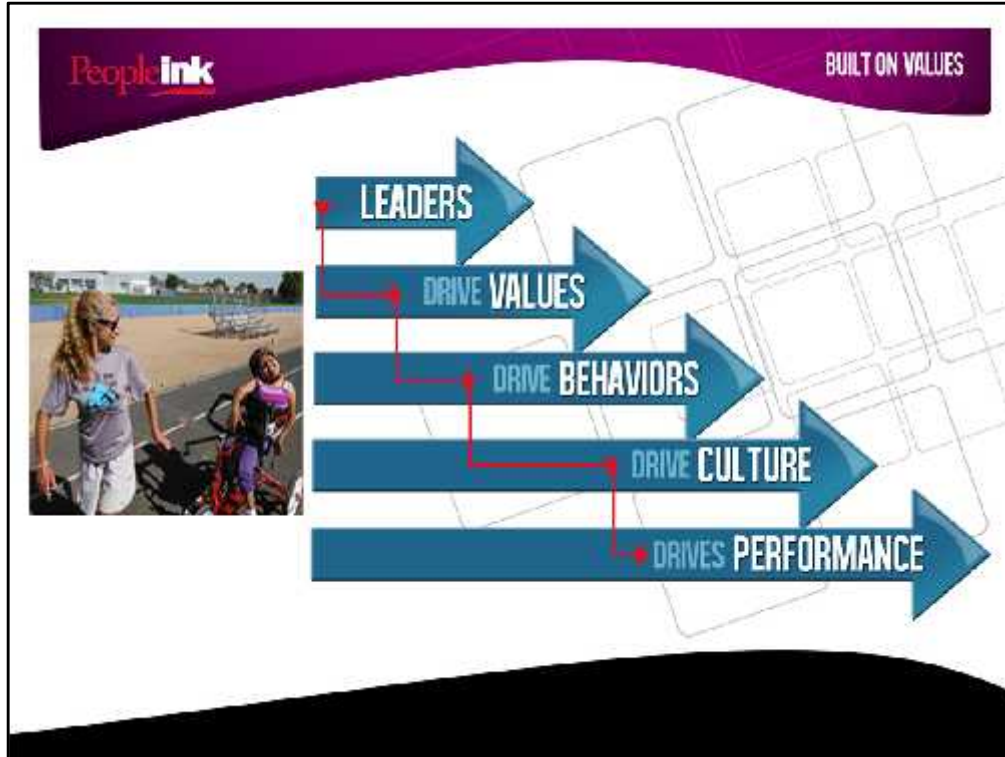 Peopleink
BUILT ON VALUES
LEADERS
DRIVE VALUES
DRIVE BEHAVIORS
DRIVE CULTURE
DRIVES PERFORMANCE